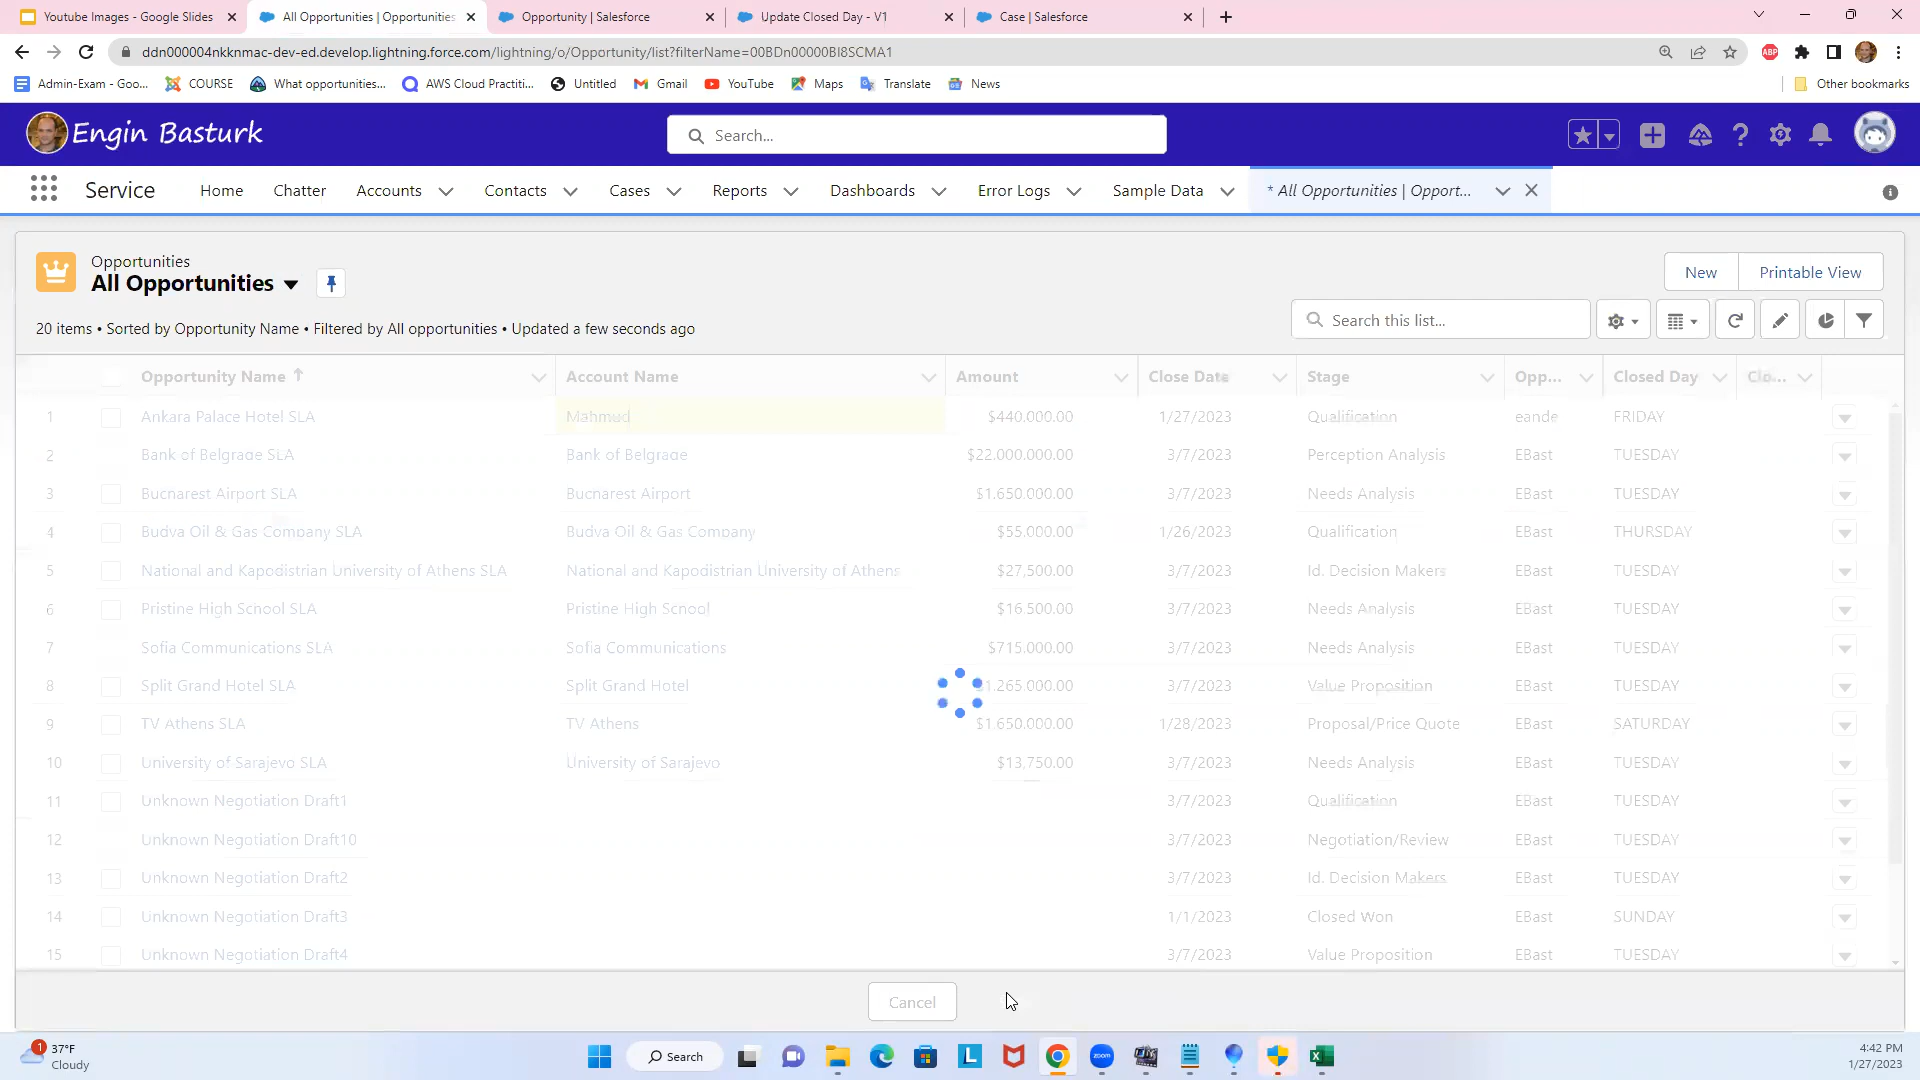 Youtube Images - Google Slides
All Opportunities | Opportunities
Opportunity | Salesforce
Update Closed Day - V1
Case | Salesforce
ddn000004nkknmac-dev-ed.develop.lightning.force.com/lightning/o/Opportunity/list?filterName=00BDn00000BI8SCMA1
ABP
Admin-Exam - Goo...
COURSE
What opportunities...
AWS Cloud Practiti...
Untitled
Gmail
YouTube
Maps
Translate
News
Other bookmarks
Engin Basturk
Search...
Service
Home
Chatter
Accounts
Contacts
Cases
Reports
Dashboards
Error Logs
Sample Data
* All Opportunities | Opport...
Opportunities
All Opportunities
New
Printable View
20 items • Sorted by Opportunity Name • Filtered by All opportunities • Updated a few seconds ago
Search this list...
Opportunity Name Account Name Amount Close Date Stage Opp... Closed Day Clo...
1 Ankara Palace Hotel SLA Mahmud $440,000.00 1/27/2023 Qualification eande FRIDAY
2 Bank of Belgrade SLA Bank of Belgrade $22,000,000.00 3/7/2023 Perception Analysis EBast TUESDAY
3 Bucharest Airport SLA Bucharest Airport $1,650,000.00 3/7/2023 Needs Analysis EBast TUESDAY
4 Budva Oil & Gas Company SLA Budva Oil & Gas Company $55,000.00 1/26/2023 Qualification EBast THURSDAY
5 National and Kapodistrian University of Athens SLA National and Kapodistrian University of Athens $27,500.00 3/7/2023 Id. Decision Makers EBast TUESDAY
6 Pristine High School SLA Pristine High School $16,500.00 3/7/2023 Needs Analysis EBast TUESDAY
7 Sofia Communications SLA Sofia Communications $715,000.00 3/7/2023 Needs Analysis EBast TUESDAY
8 Split Grand Hotel SLA Split Grand Hotel $1,265,000.00 3/7/2023 Value Proposition EBast TUESDAY
9 TV Athens SLA TV Athens $1,650,000.00 1/28/2023 Proposal/Price Quote EBast SATURDAY
10 University of Sarajevo SLA University of Sarajevo $13,750.00 3/7/2023 Needs Analysis EBast TUESDAY
11 Unknown Negotiation Draft1 3/7/2023 Qualification EBast TUESDAY
12 Unknown Negotiation Draft10 3/7/2023 Negotiation/Review EBast TUESDAY
13 Unknown Negotiation Draft2 3/7/2023 Id. Decision Makers EBast TUESDAY
14 Unknown Negotiation Draft3 1/1/2023 Closed Won EBast SUNDAY
15 Unknown Negotiation Draft4 3/7/2023 Value Proposition EBast TUESDAY
Cancel
1
37°F
Cloudy
Search
L
zoom
4:42 PM
1/27/2023